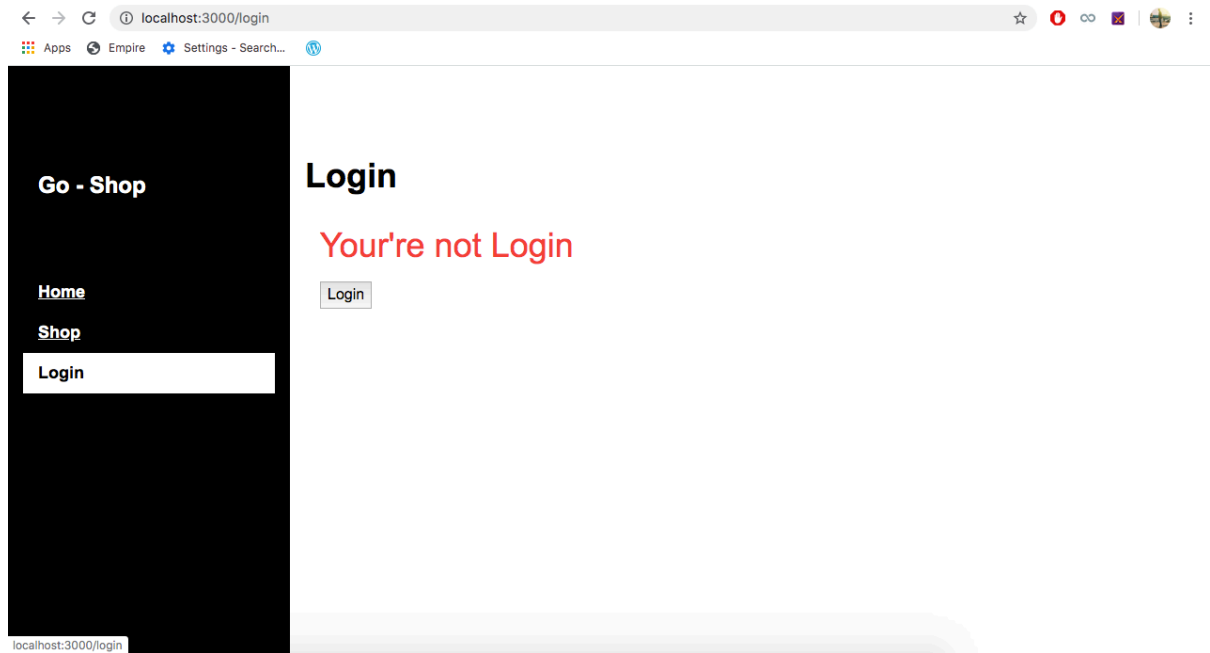 localhost:3000/login
Apps Empire Settings - Search...
Go - Shop
Home
Shop
Login
Login
Your're not Login
Login
localhost:3000/login